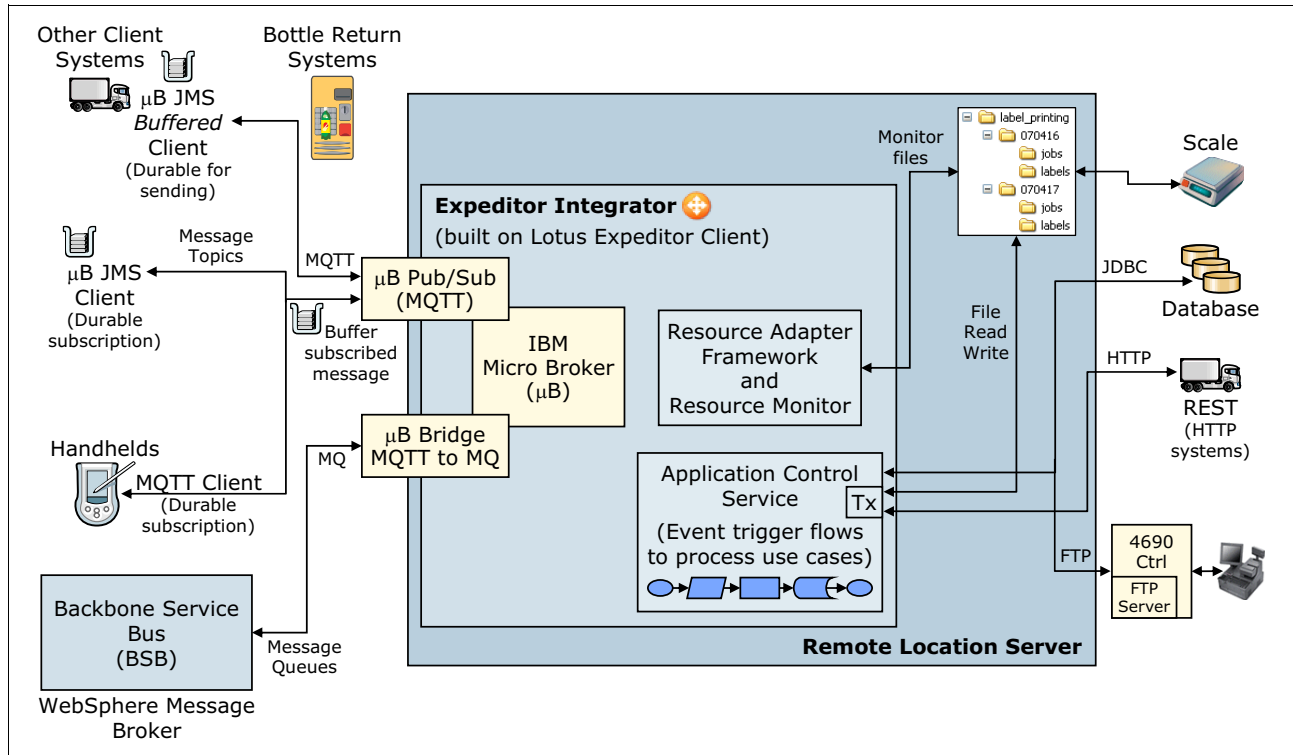 Other Client
Systems
μB JMS
Buffered
Client
(Durable for
sending)
Bottle Return
Systems
1
Message
Topics
μB JMS
Client
(Durable
subscription)
MQTT
Buffer
subscribed
message
Handhelds
MQTT Client
(Durable
subscription)
MQ
Backbone Service
Bus
(BSB)
Message
Queues
WebSphere Message
Broker
Expeditor Integrator
(built on Lotus Expeditor Client)
μB Pub/Sub
(MQTT)
IBM
Micro Broker
(μB)
μB Bridge
MQTT to MQ
Resource Adapter
Framework
and
Resource Monitor
Application Control
Service
Tx
(Event trigger flows
to process use cases)
Remote Location Server
Monitor
files
label_printing
070416
jobs
labels
070417
jobs
labels
File
Read
Write
Scale
JDBC
Database
HTTP
REST
(HTTP
systems)
FTP
4690
Ctrl
FTP
Server